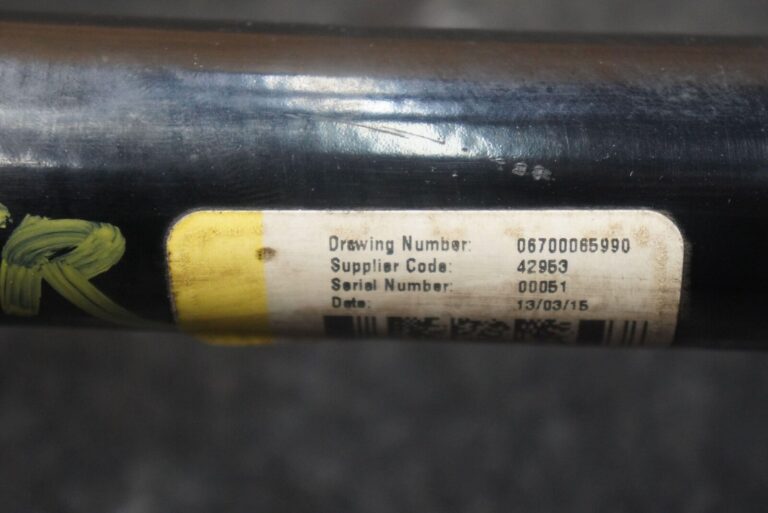 R
Drawing Number: 06700065990
Supplier Code: 42953
Serial Number: 00051
Date: 13/03/15